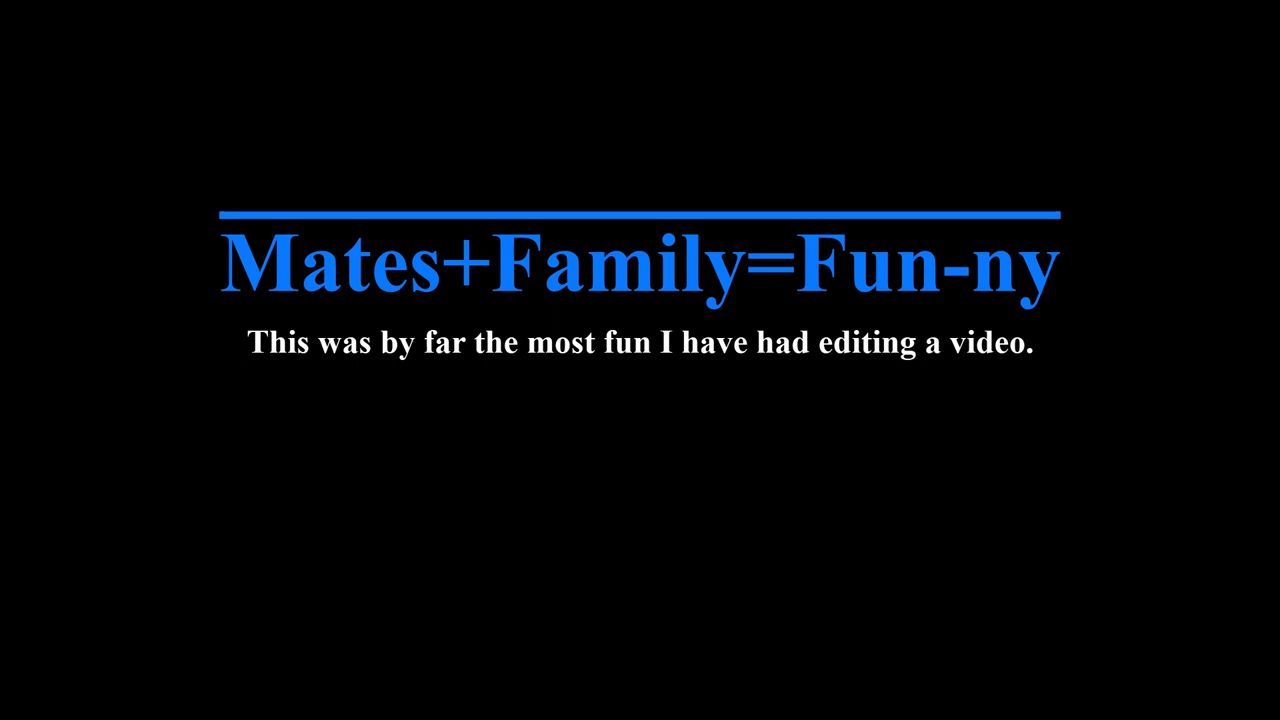 Mates+Family=Fun-ny
This was by far the most fun I have had editing a video.